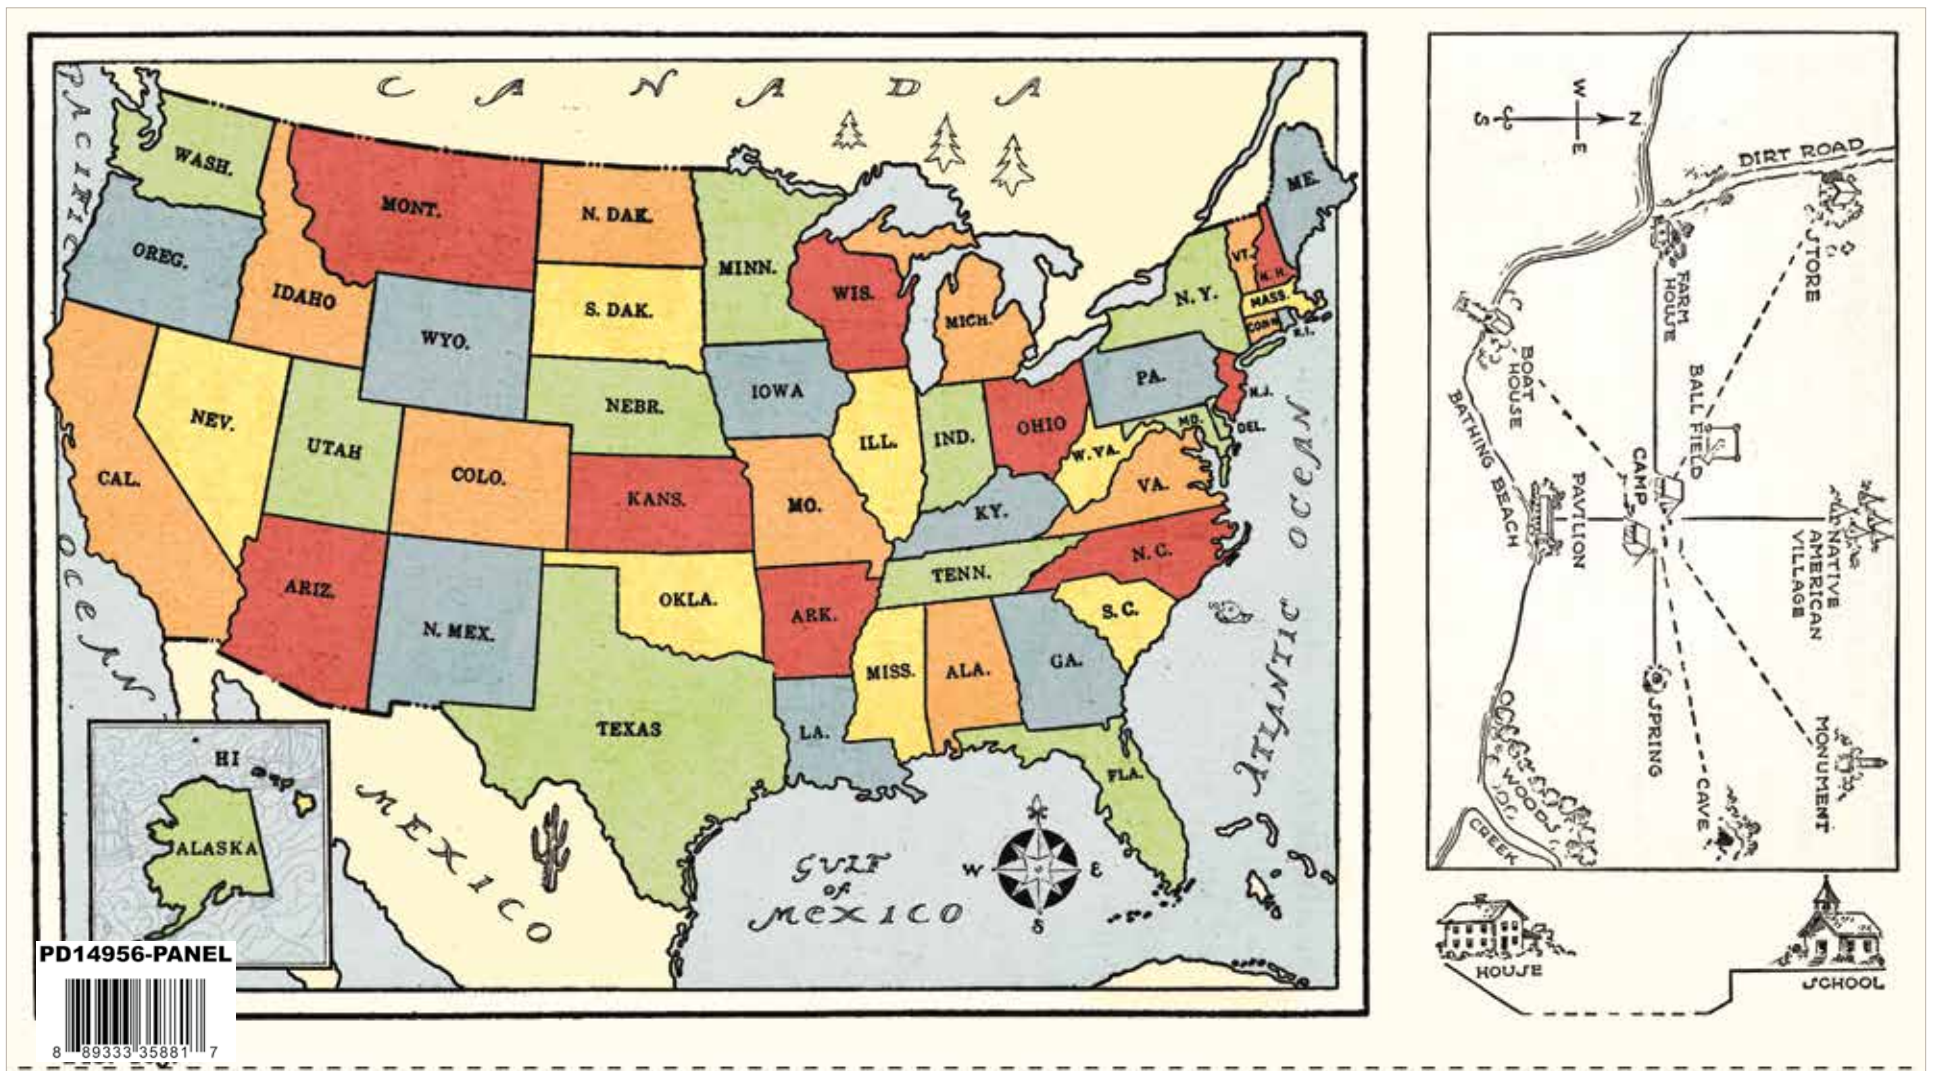 CANADA
PACIFIC OCEAN
WASH.
MONT.
N. DAK.
MINN.
ME.
OREG.
IDAHO
S. DAK.
WIS.
MICH.
N. Y.
VT.
N. H.
MASS.
CONN.
R.I.
WYO.
NEBR.
IOWA
PA.
N.J.
NEV.
UTAH
COLO.
ILL.
IND.
OHIO
MD.
DEL.
W. VA.
CAL.
KANS.
MO.
KY.
VA.
ATLANTIC OCEAN
ARIZ.
N. MEX.
OKLA.
ARK.
TENN.
N. C.
S. C.
MISS.
ALA.
GA.
TEXAS
LA.
FLA.
HI
ALASKA
MEXICO
GULF
OF
MEXICO
W
E
S
PD14956-PANEL
8 89333 35881 7
W
S
N
E
DIRT ROAD
STORE
FARM
HOUSE
BOAT
HOUSE
BATHING BEACH
BALL FIELD
CAMP
PAVILION
NATIVE
AMERICAN
VILLAGE
SPRING
MONUMENT
CAVE
WOODS
CREEK
HOUSE
SCHOOL